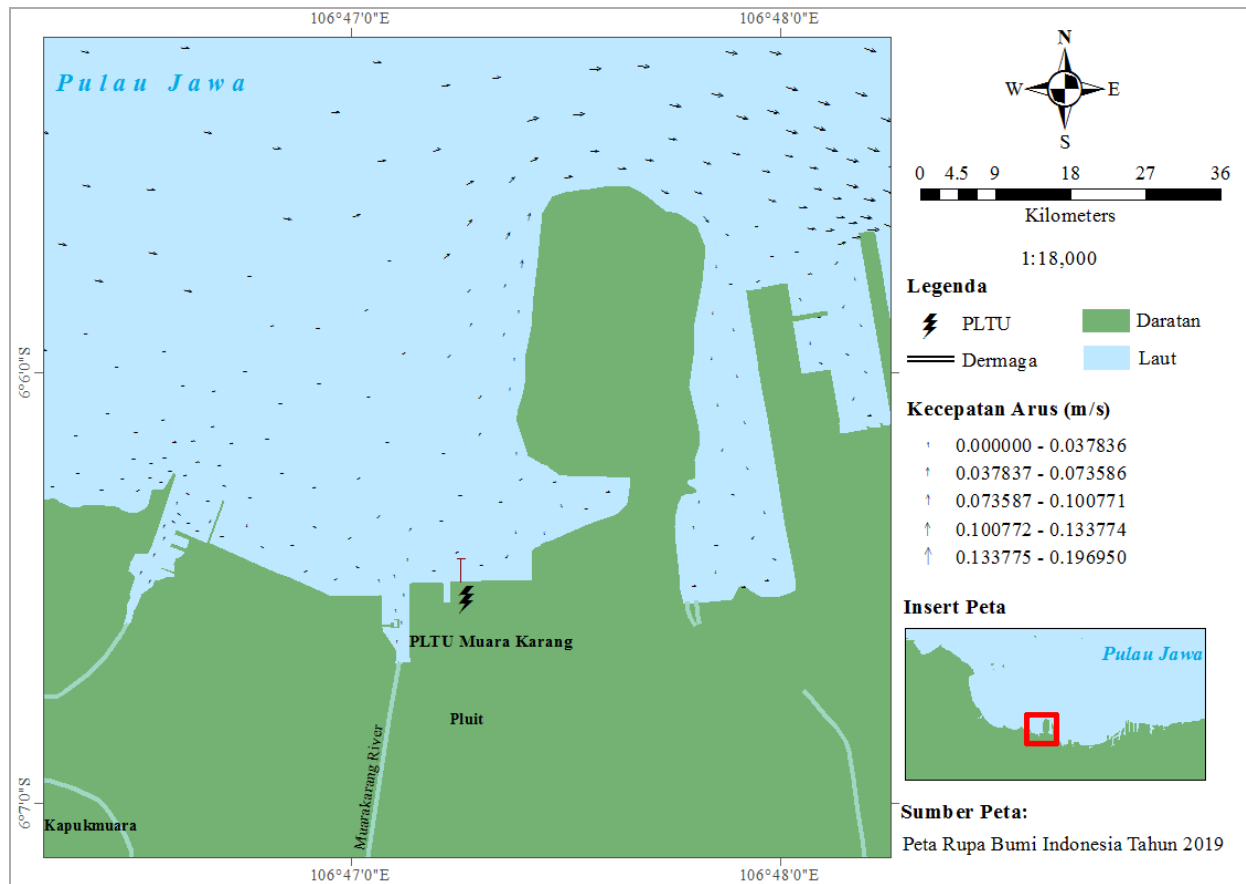 106°47'0"E
106°48'0"E
Pulau Jawa
6°6'0"S
6°7'0"S
PLTU Muara Karang
Pluit
Muarakarang River
Kapukmuara
106°47'0"E
106°48'0"E
N
W
E
S
0 4.5 9 18 27 36
Kilometers
1:18,000
Legenda
PLTU
Daratan
Dermaga
Laut
Kecepatan Arus (m/s)
0.000000 - 0.037836
0.037837 - 0.073586
0.073587 - 0.100771
0.100772 - 0.133774
0.133775 - 0.196950
Insert Peta
Pulau Jawa
Sumber Peta:
Peta Rupa Bumi Indonesia Tahun 2019